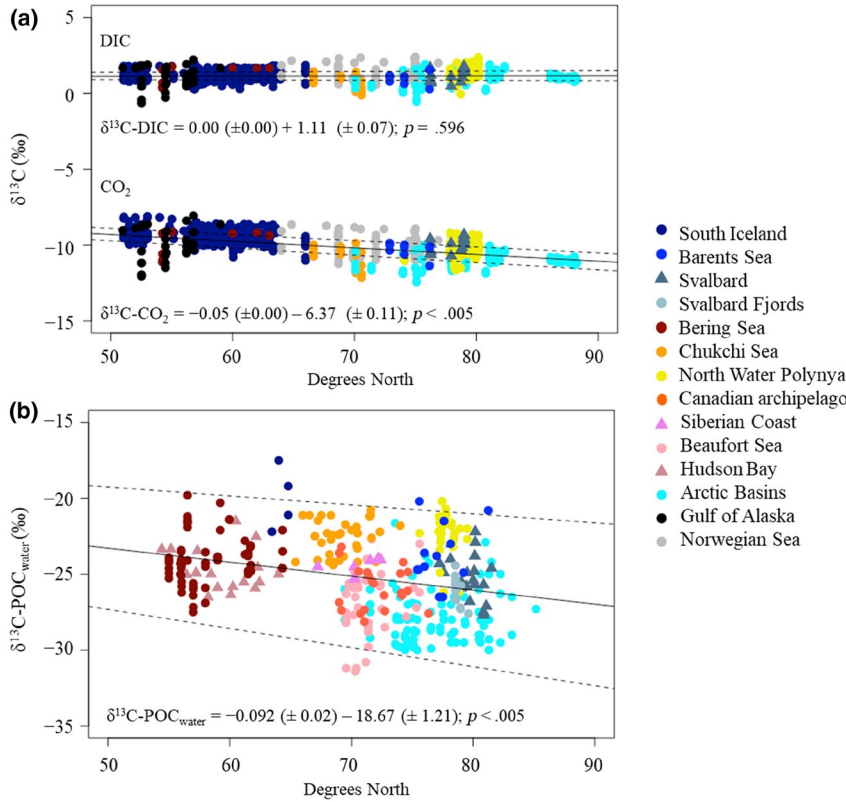 (a)
5
DIC
0
δ¹³C-DIC = 0.00 (±0.00) + 1.11 (± 0.07); p = .596
−5
δ¹³C (‰)
CO₂
−10
δ¹³C-CO₂ = −0.05 (±0.00) – 6.37 (± 0.11); p < .005
−15
50 60 70 80 90
Degrees North
(b)
−15
−20
δ¹³C-POCwater (‰)
−25
−30
δ¹³C-POCwater = −0.092 (± 0.02) – 18.67 (± 1.21); p < .005
−35
50 60 70 80 90
Degrees North
South Iceland
Barents Sea
Svalbard
Svalbard Fjords
Bering Sea
Chukchi Sea
North Water Polynya
Canadian archipelago
Siberian Coast
Beaufort Sea
Hudson Bay
Arctic Basins
Gulf of Alaska
Norwegian Sea